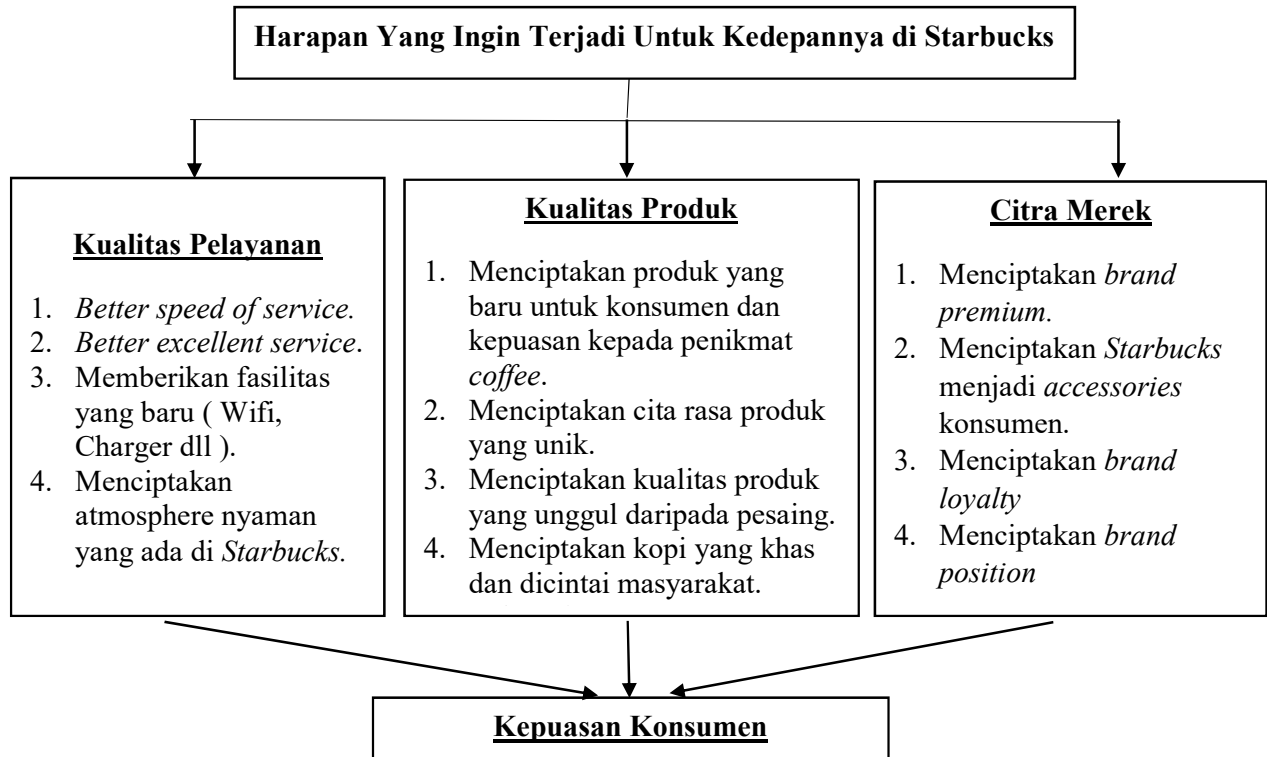 Harapan Yang Ingin Terjadi Untuk Kedepannya di Starbucks
Kualitas Pelayanan
1. Better speed of service.
2. Better excellent service.
3. Memberikan fasilitas
yang baru ( Wifi,
Charger dll ).
4. Menciptakan
atmosphere nyaman
yang ada di Starbucks.
Kualitas Produk
1. Menciptakan produk yang
baru untuk konsumen dan
kepuasan kepada penikmat
coffee.
2. Menciptakan cita rasa produk
yang unik.
3. Menciptakan kualitas produk
yang unggul daripada pesaing.
4. Menciptakan kopi yang khas
dan dicintai masyarakat.
Citra Merek
1. Menciptakan brand
premium.
2. Menciptakan Starbucks
menjadi accessories
konsumen.
3. Menciptakan brand
loyalty
4. Menciptakan brand
position
Kepuasan Konsumen